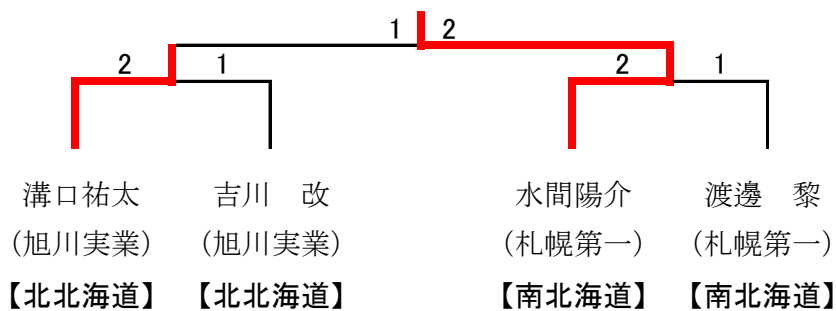 1 2
2 1 2 1
溝口祐太 吉川　改 水間陽介 渡邊　黎
(旭川実業) (旭川実業) (札幌第一) (札幌第一)
【北北海道】 【北北海道】 【南北海道】 【南北海道】